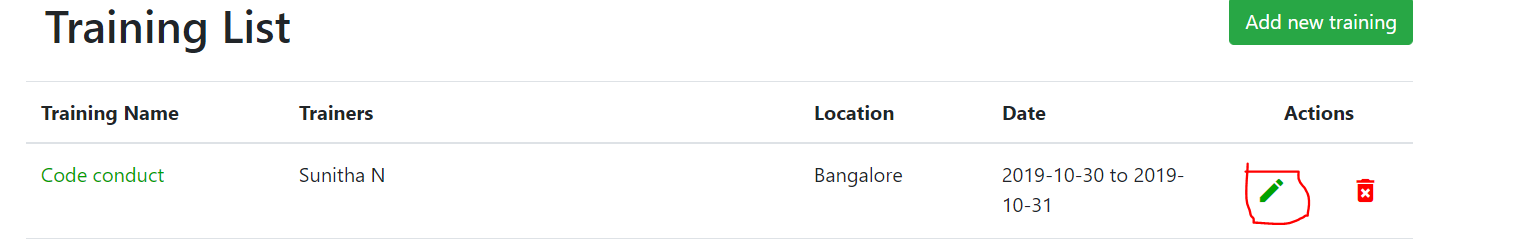 Training List
Add new training
Training Name Trainers Location Date Actions
Code conduct Sunitha N Bangalore 2019-10-30 to 2019-
10-31